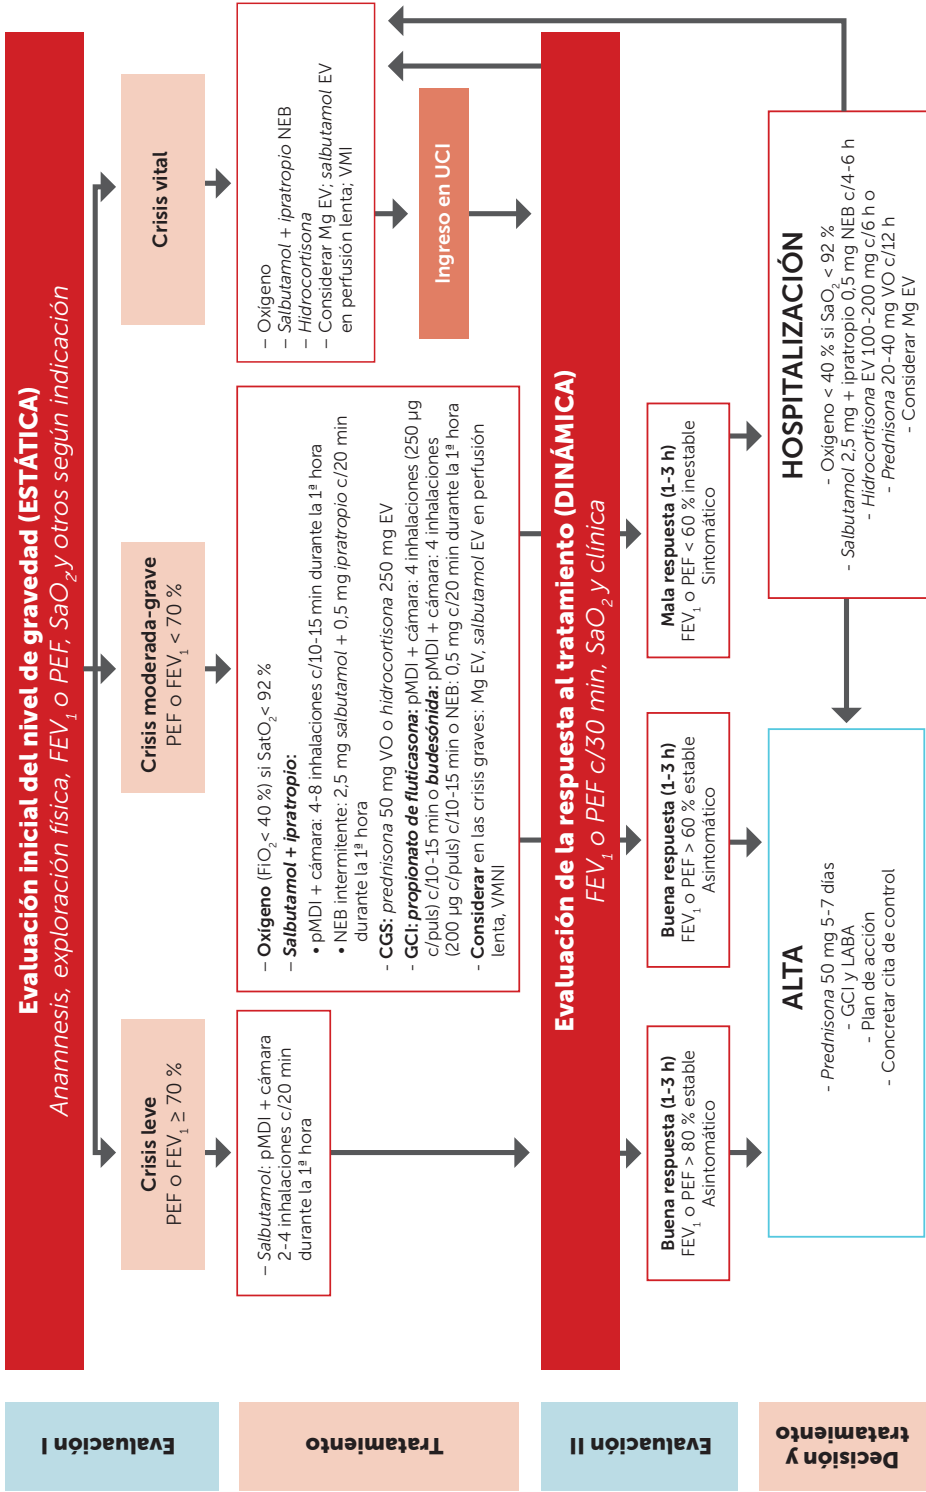 Evaluación I
Evaluación inicial del nivel de gravedad (ESTÁTICA)
Anamnesis, exploración física, FEV₁ o PEF, SaO₂ y otros según indicación
Crisis leve
PEF o FEV₁ ≥ 70 %
Crisis moderada-grave
PEF o FEV₁ < 70 %
Crisis vital
Tratamiento
– Salbutamol: pMDI + cámara
2-4 inhalaciones c/20 min
durante la 1ª hora
– Oxígeno (FiO₂ < 40 %) si SatO₂ < 92 %
– Salbutamol + ipratropio:
• pMDI + cámara: 4-8 inhalaciones c/10-15 min durante la 1ª hora
• NEB intermitente: 2,5 mg salbutamol + 0,5 mg ipratropio c/20 min
durante la 1ª hora
- CGS: prednisona 50 mg VO o hidrocortisona 250 mg EV
- GCI: propionato de fluticasona: pMDI + cámara: 4 inhalaciones (250 µg
c/puls) c/10-15 min o budesónida: pMDI + cámara: 4 inhalaciones
(200 µg c/puls) c/10-15 min o NEB: 0,5 mg c/20 min durante la 1ª hora
- Considerar en las crisis graves: Mg EV, salbutamol EV en perfusión
lenta, VMNI
– Oxígeno
– Salbutamol + ipratropio NEB
– Hidrocortisona
– Considerar Mg EV; salbutamol EV
en perfusión lenta; VMI
Ingreso en UCI
Evaluación II
Evaluación de la respuesta al tratamiento (DINÁMICA)
FEV₁ o PEF c/30 min, SaO₂ y clínica
Buena respuesta (1-3 h)
FEV₁ o PEF > 80 % estable
Asintomático
Buena respuesta (1-3 h)
FEV₁ o PEF > 60 % estable
Asintomático
Mala respuesta (1-3 h)
FEV₁ o PEF < 60 % inestable
Sintomático
Decisión y
tratamiento
ALTA
- Prednisona 50 mg 5-7 días
- GCI y LABA
- Plan de acción
- Concretar cita de control
HOSPITALIZACIÓN
- Oxígeno < 40 % si SaO₂ < 92 %
- Salbutamol 2,5 mg + ipratropio 0,5 mg NEB c/4-6 h
- Hidrocortisona EV 100-200 mg c/6 h o
- Prednisona 20-40 mg VO c/12 h
- Considerar Mg EV